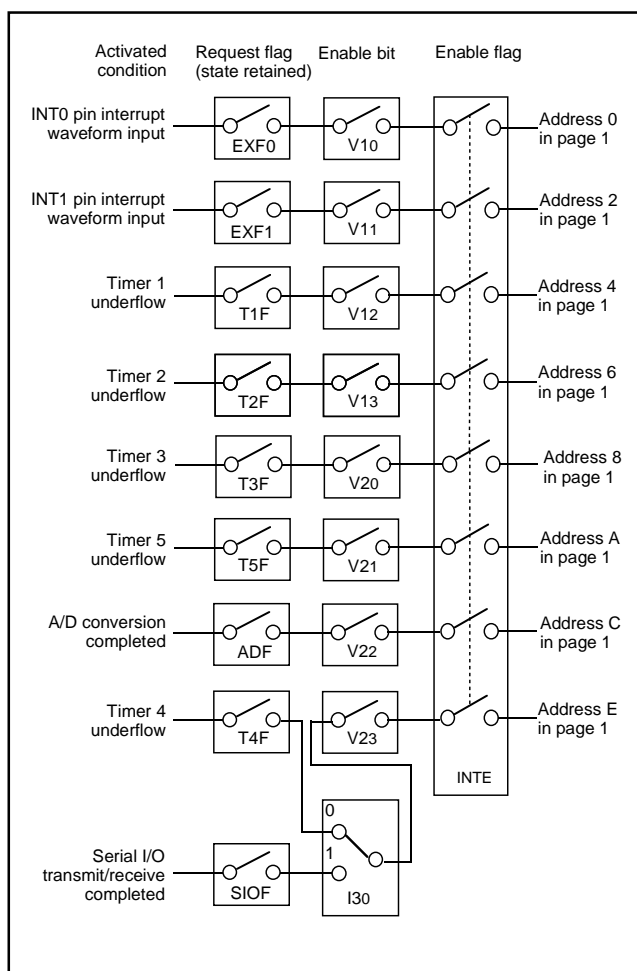 Activated
condition
Request flag
(state retained)
Enable bit
Enable flag
INT0 pin interrupt
waveform input
EXF0
V10
Address 0
in page 1
INT1 pin interrupt
waveform input
EXF1
V11
Address 2
in page 1
Timer 1
underflow
T1F
V12
Address 4
in page 1
Timer 2
underflow
T2F
V13
Address 6
in page 1
Timer 3
underflow
T3F
V20
Address 8
in page 1
Timer 5
underflow
T5F
V21
Address A
in page 1
A/D conversion
completed
ADF
V22
Address C
in page 1
Timer 4
underflow
T4F
V23
Address E
in page 1
INTE
0
1
Serial I/O
transmit/receive
completed
SIOF
I30